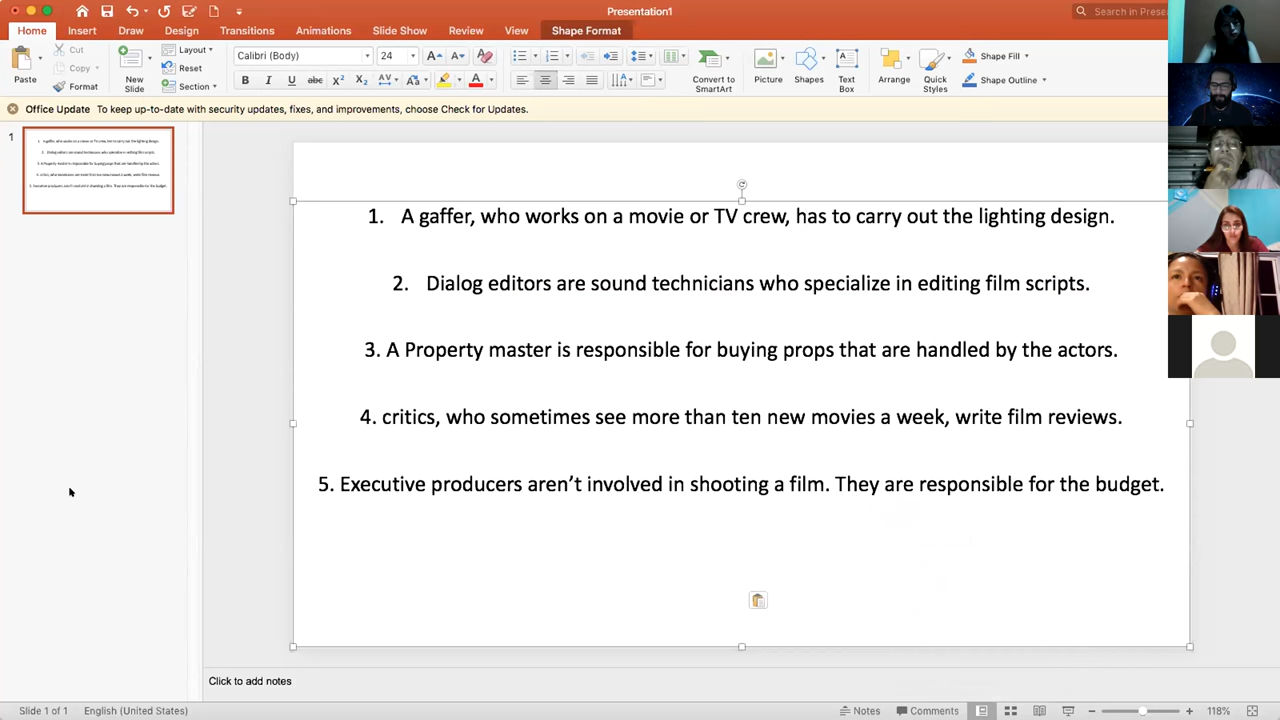 Presentation1
Search in Prese
Home Insert Draw Design Transitions Animations Slide Show Review View Shape Format
Paste Cut Copy Format
New Slide Layout Reset Section
Calibri (Body) 24
B I U abc X2 X2 AV Aa A
Convert to SmartArt
Picture Shapes Text Box Arrange Quick Styles Shape Fill Shape Outline
Office Update To keep up-to-date with security updates, fixes, and improvements, choose Check for Updates.
1
1. A gaffer, who works on a movie or TV crew, has to carry out the lighting design.
2. Dialog editors are sound technicians who specialize in editing film scripts.
3. A Property master is responsible for buying props that are handled by the actors.
4. critics, who sometimes see more than ten new movies a week, write film reviews.
5. Executive producers aren’t involved in shooting a film. They are responsible for the budget.
Click to add notes
Slide 1 of 1 English (United States) Notes Comments 118%